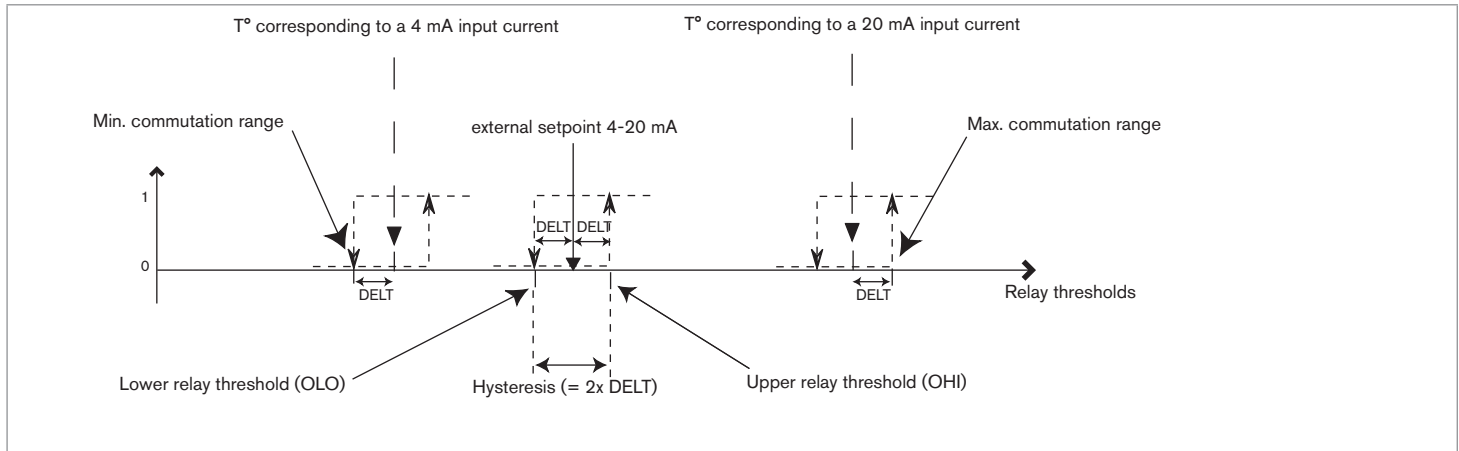 T° corresponding to a 4 mA input current
T° corresponding to a 20 mA input current
Min. commutation range
external setpoint 4-20 mA
Max. commutation range
1
DELT
DELT
0
DELT
DELT
Relay thresholds
Lower relay threshold (OLO)
Hysteresis (= 2x DELT)
Upper relay threshold (OHI)